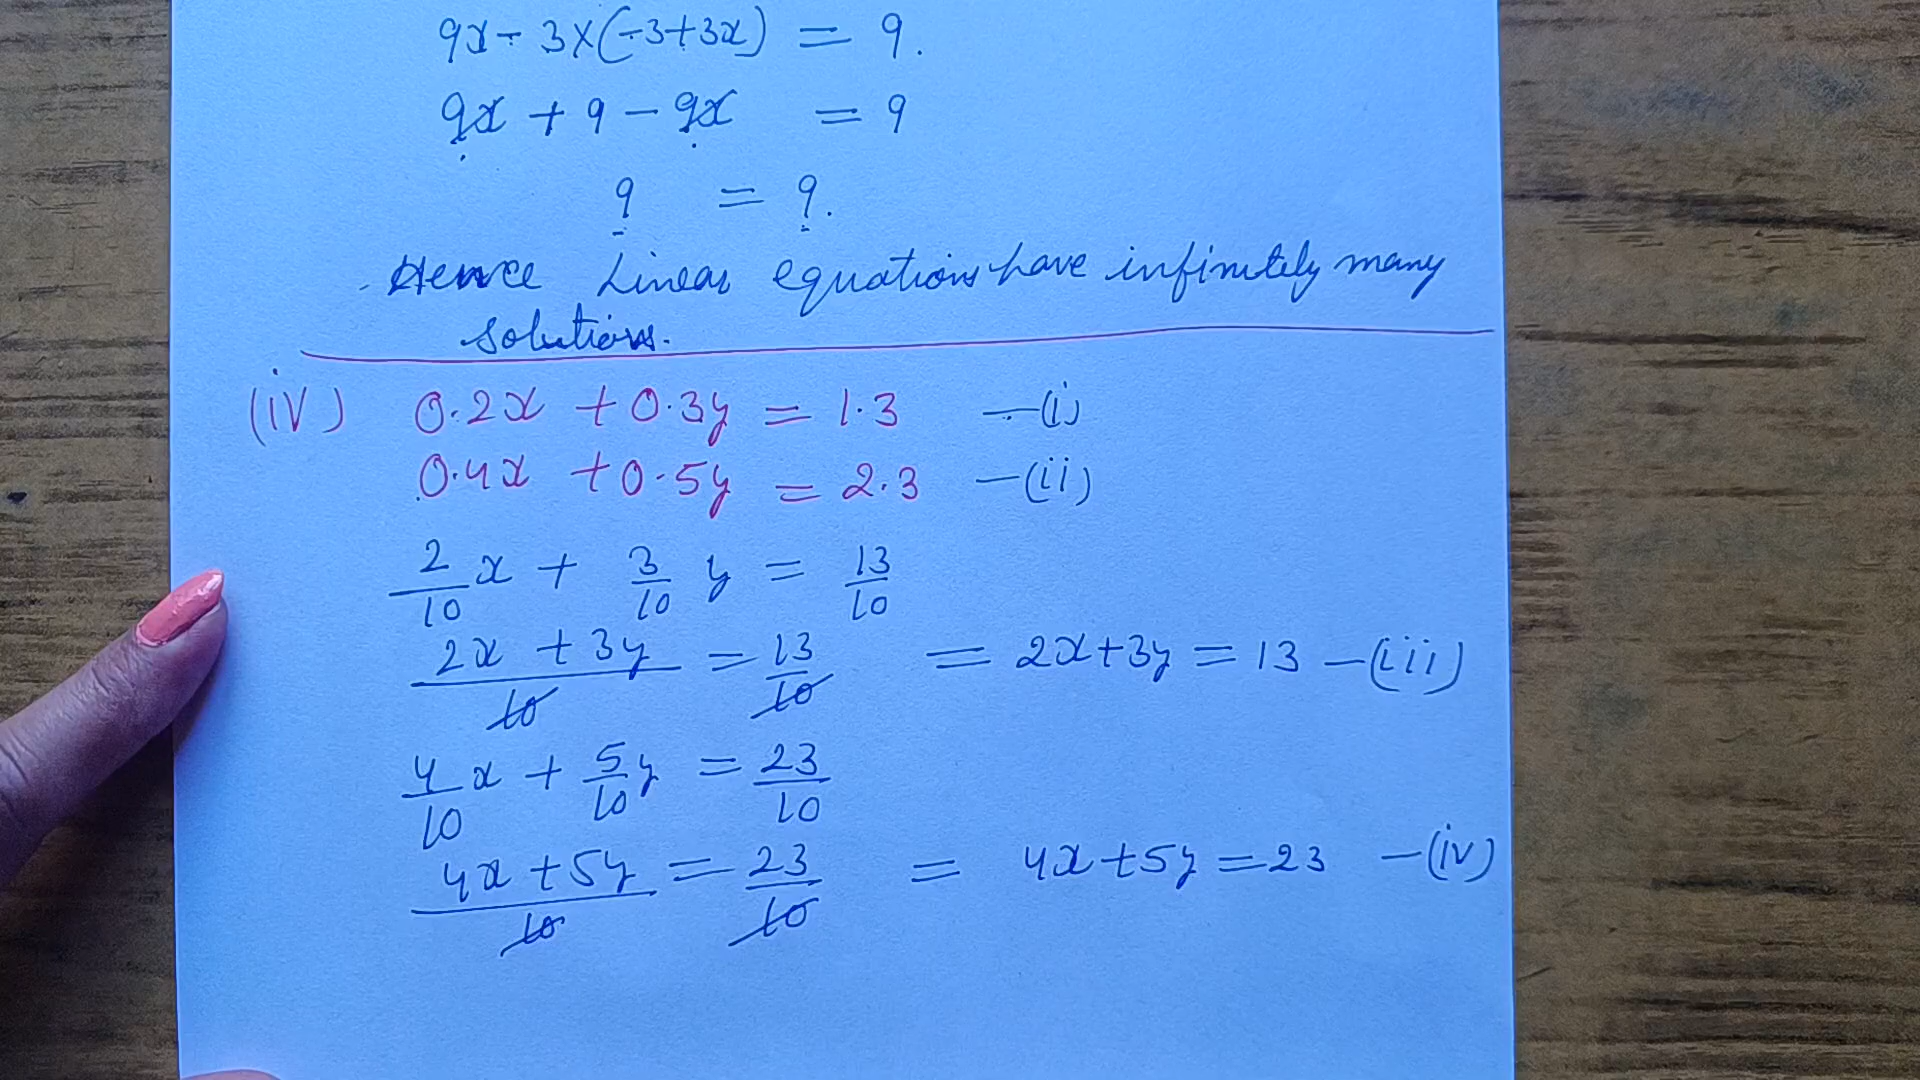 9x - 3×(-3+3x) = 9.
9x + 9 - 9x = 9
9 = 9.
Hence Linear equations have infinitely many
solutions.
(iv) 0.2x + 0.3y = 1.3 —(i)
0.4x + 0.5y = 2.3 —(ii)
2/10 x + 3/10 y = 13/10
2x + 3y/10 = 13/10 = 2x+3y = 13 —(iii)
4/10 x + 5/10 y = 23/10
4x + 5y/10 = 23/10 = 4x+5y = 23 —(iv)